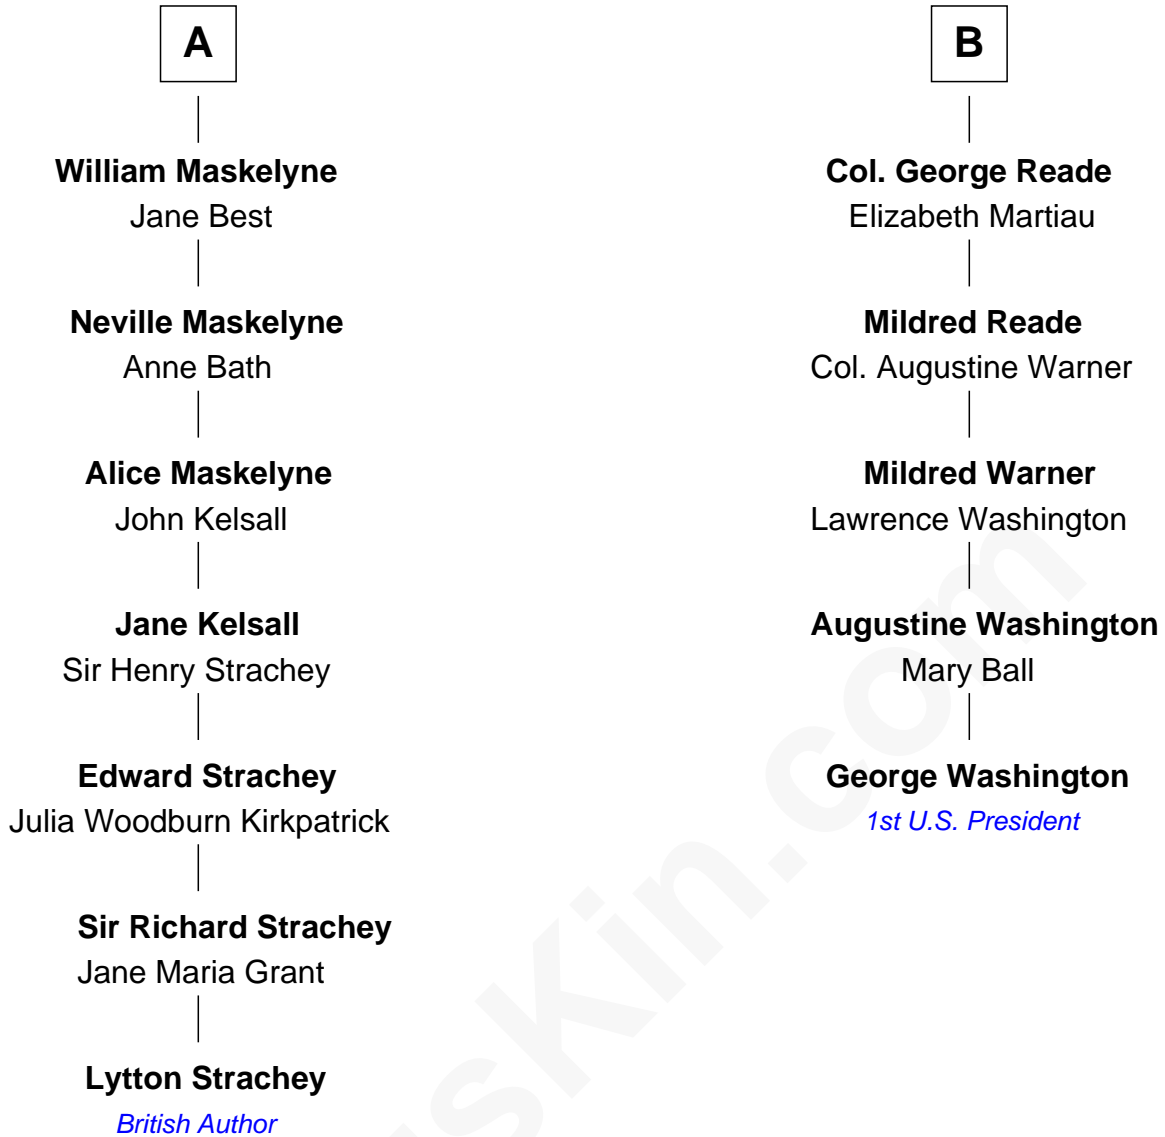 A
William Maskelyne
Jane Best
Neville Maskelyne
Anne Bath
Alice Maskelyne
John Kelsall
Jane Kelsall
Sir Henry Strachey
Edward Strachey
Julia Woodburn Kirkpatrick
Sir Richard Strachey
Jane Maria Grant
Lytton Strachey
British Author
B
Col. George Reade
Elizabeth Martiau
Mildred Reade
Col. Augustine Warner
Mildred Warner
Lawrence Washington
Augustine Washington
Mary Ball
George Washington
1st U.S. President
sKin.com